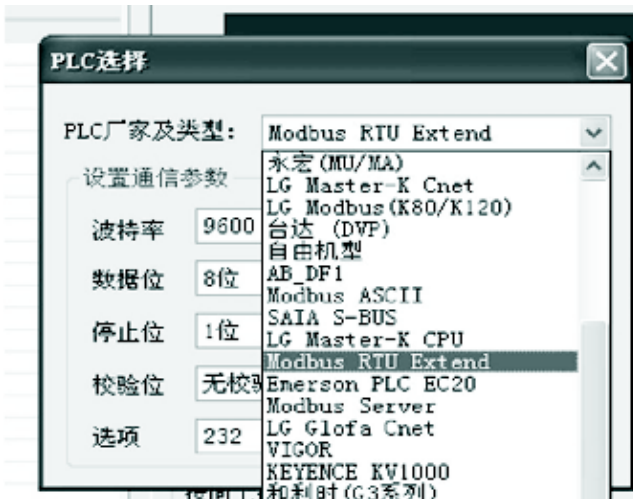 PLC选择
PLC厂家及类型: Modbus RTU Extend
永宏(MU/MA)
LG Master-K Cnet
设置通信参数
LG Modbus(K80/K120)
波持率 9600
台达 (DVP)
自由机型
数据位 8位
AB_DF1
Modbus ASCII
停止位 1位
SAIA S-BUS
LG Master-K CPU
Modbus RTU Extend
校验位 无校
Emerson PLC EC20
Modbus Server
选项 232
LG Glofa Cnet
VIGOR
KEYENCE KV1000
和利时(G3系列)